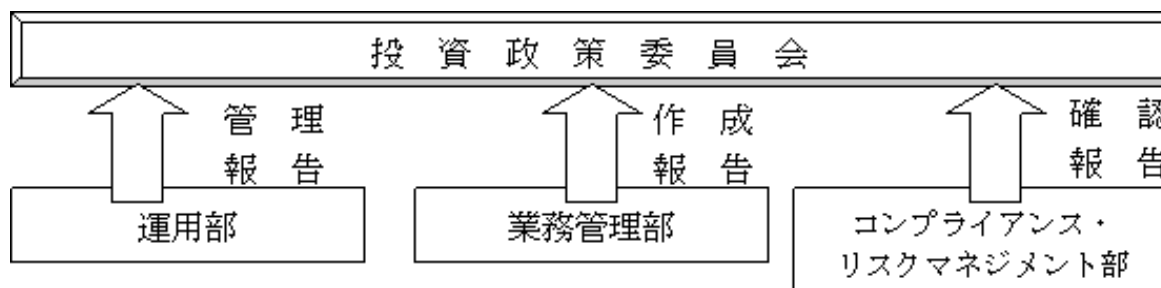 投資政策委員会
管理
報告
作成
報告
確認
報告
運用部
業務管理部
コンプライアンス・
リスクマネジメント部